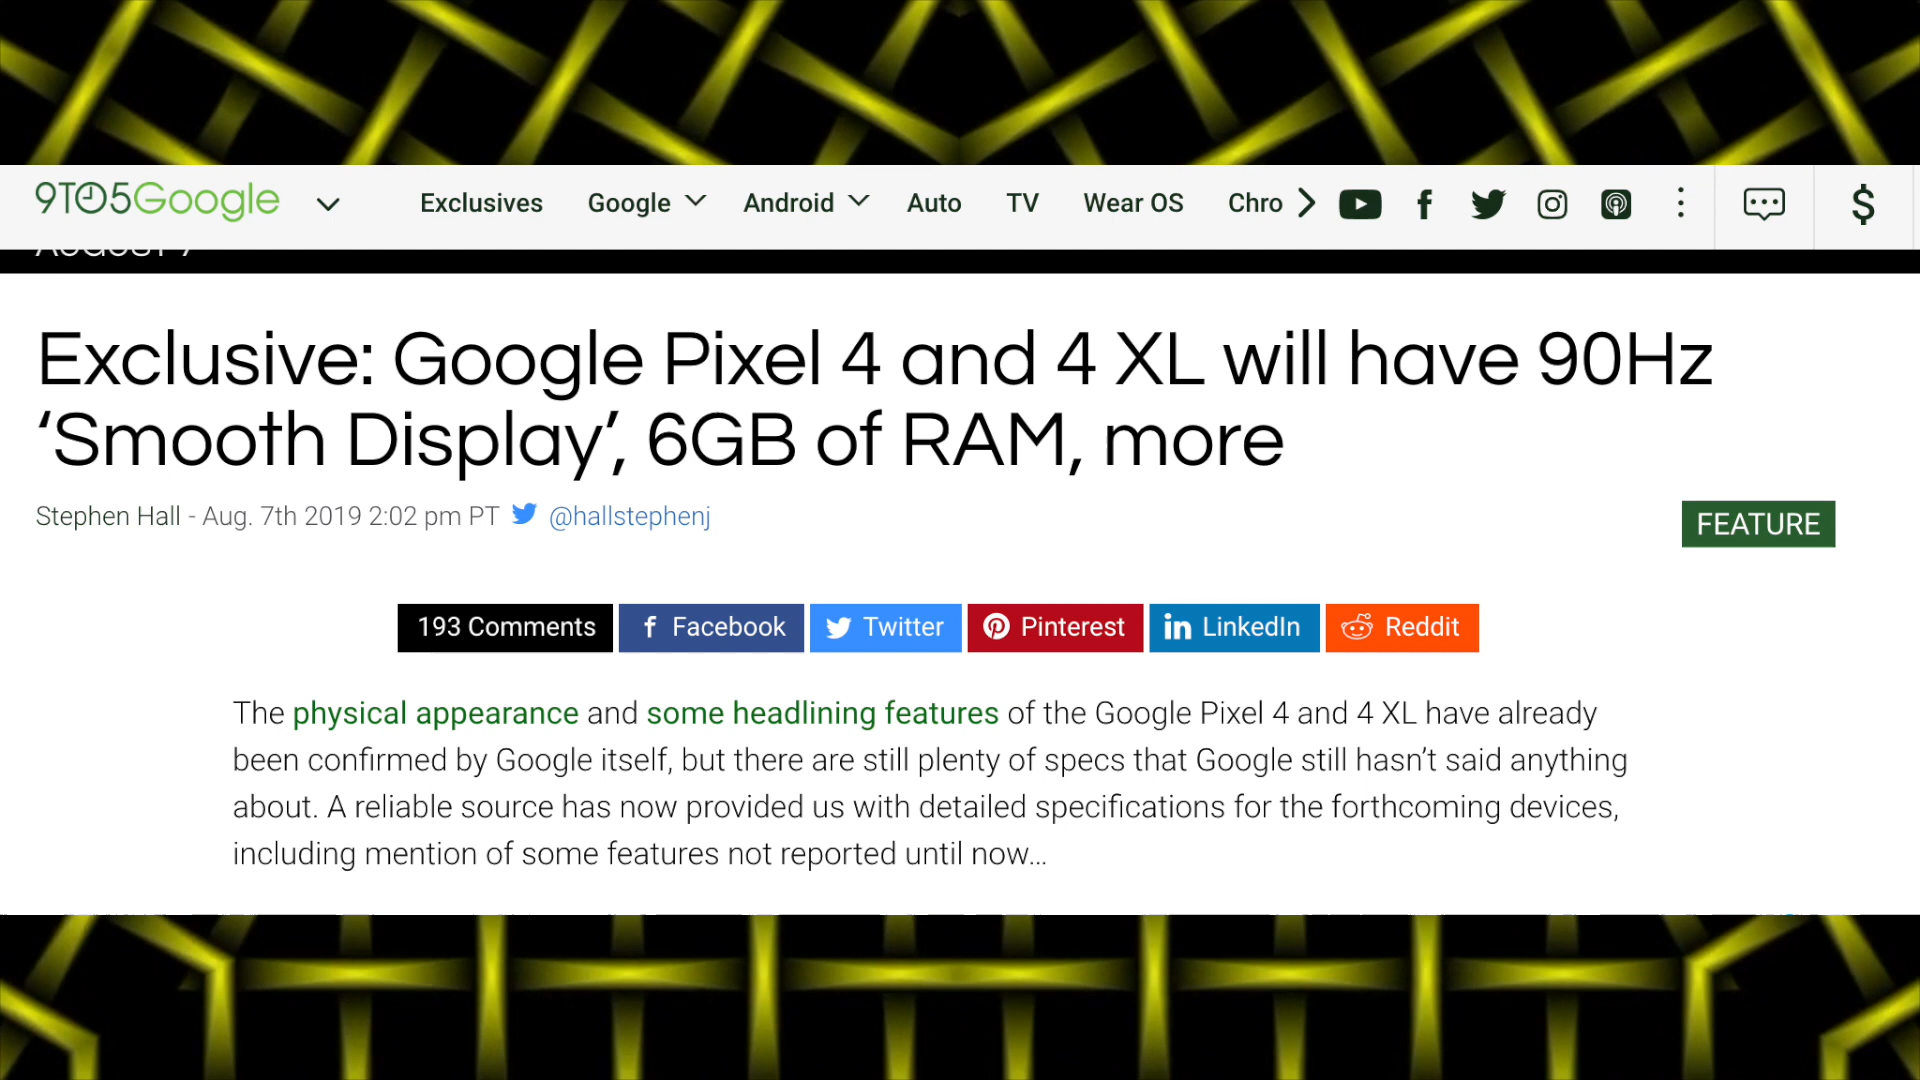 9TO5Google Exclusives Google Android Auto TV Wear OS Chro $
AUGUST 7
Exclusive: Google Pixel 4 and 4 XL will have 90Hz
‘Smooth Display’, 6GB of RAM, more
Stephen Hall - Aug. 7th 2019 2:02 pm PT @hallstephenj
FEATURE
193 Comments Facebook Twitter Pinterest LinkedIn Reddit
The physical appearance and some headlining features of the Google Pixel 4 and 4 XL have already
been confirmed by Google itself, but there are still plenty of specs that Google still hasn’t said anything
about. A reliable source has now provided us with detailed specifications for the forthcoming devices,
including mention of some features not reported until now…